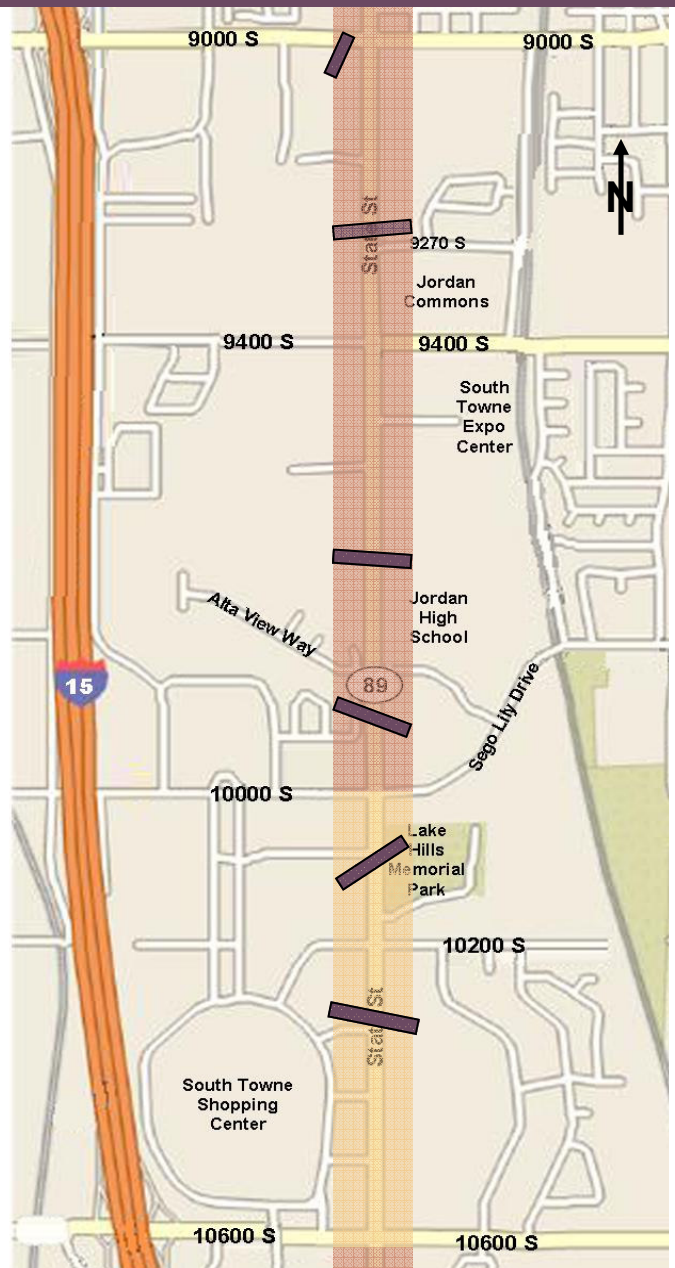 9000 S
9000 S
N
State St
9270 S
Jordan
Commons
9400 S
9400 S
South
Towne
Expo
Center
Alta View Way
Jordan
High
School
15
89
Sego Lily Drive
10000 S
Lake
Hills
Memorial
Park
10200 S
State St
South Towne
Shopping
Center
10600 S
10600 S